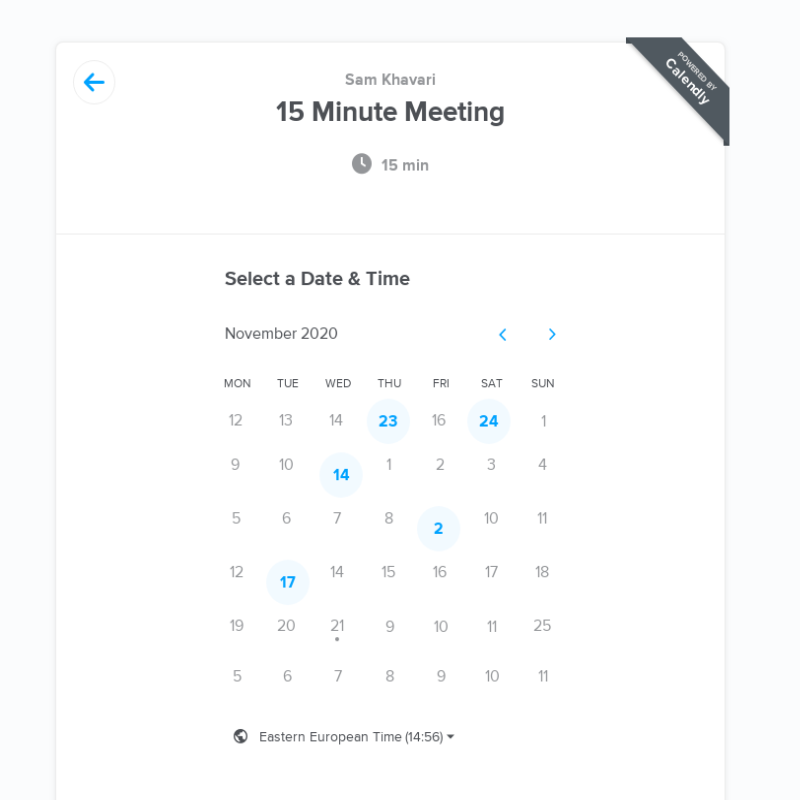 POWERED BY
Calendly
Sam Khavari
15 Minute Meeting
15 min
Select a Date & Time
November 2020
MON TUE WED THU FRI SAT SUN
12 13 14 23 16 24 1
9 10 14 1 2 3 4
5 6 7 8 2 10 11
12 17 14 15 16 17 18
19 20 21 9 10 11 25
5 6 7 8 9 10 11
Eastern European Time (14:56)